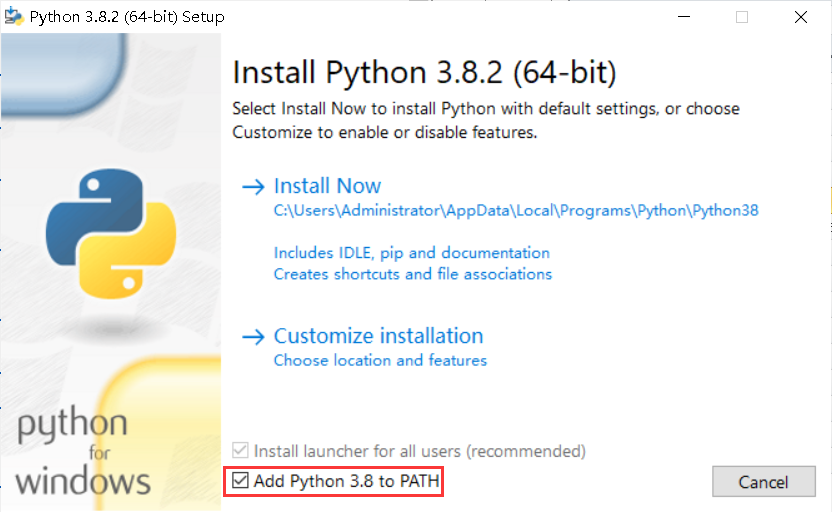 Python 3.8.2 (64-bit) Setup
Install Python 3.8.2 (64-bit)
Select Install Now to install Python with default settings, or choose
Customize to enable or disable features.
Install Now
C:\Users\Administrator\AppData\Local\Programs\Python\Python38
Includes IDLE, pip and documentation
Creates shortcuts and file associations
Customize installation
Choose location and features
python
for
windows
Install launcher for all users (recommended)
Add Python 3.8 to PATH
Cancel